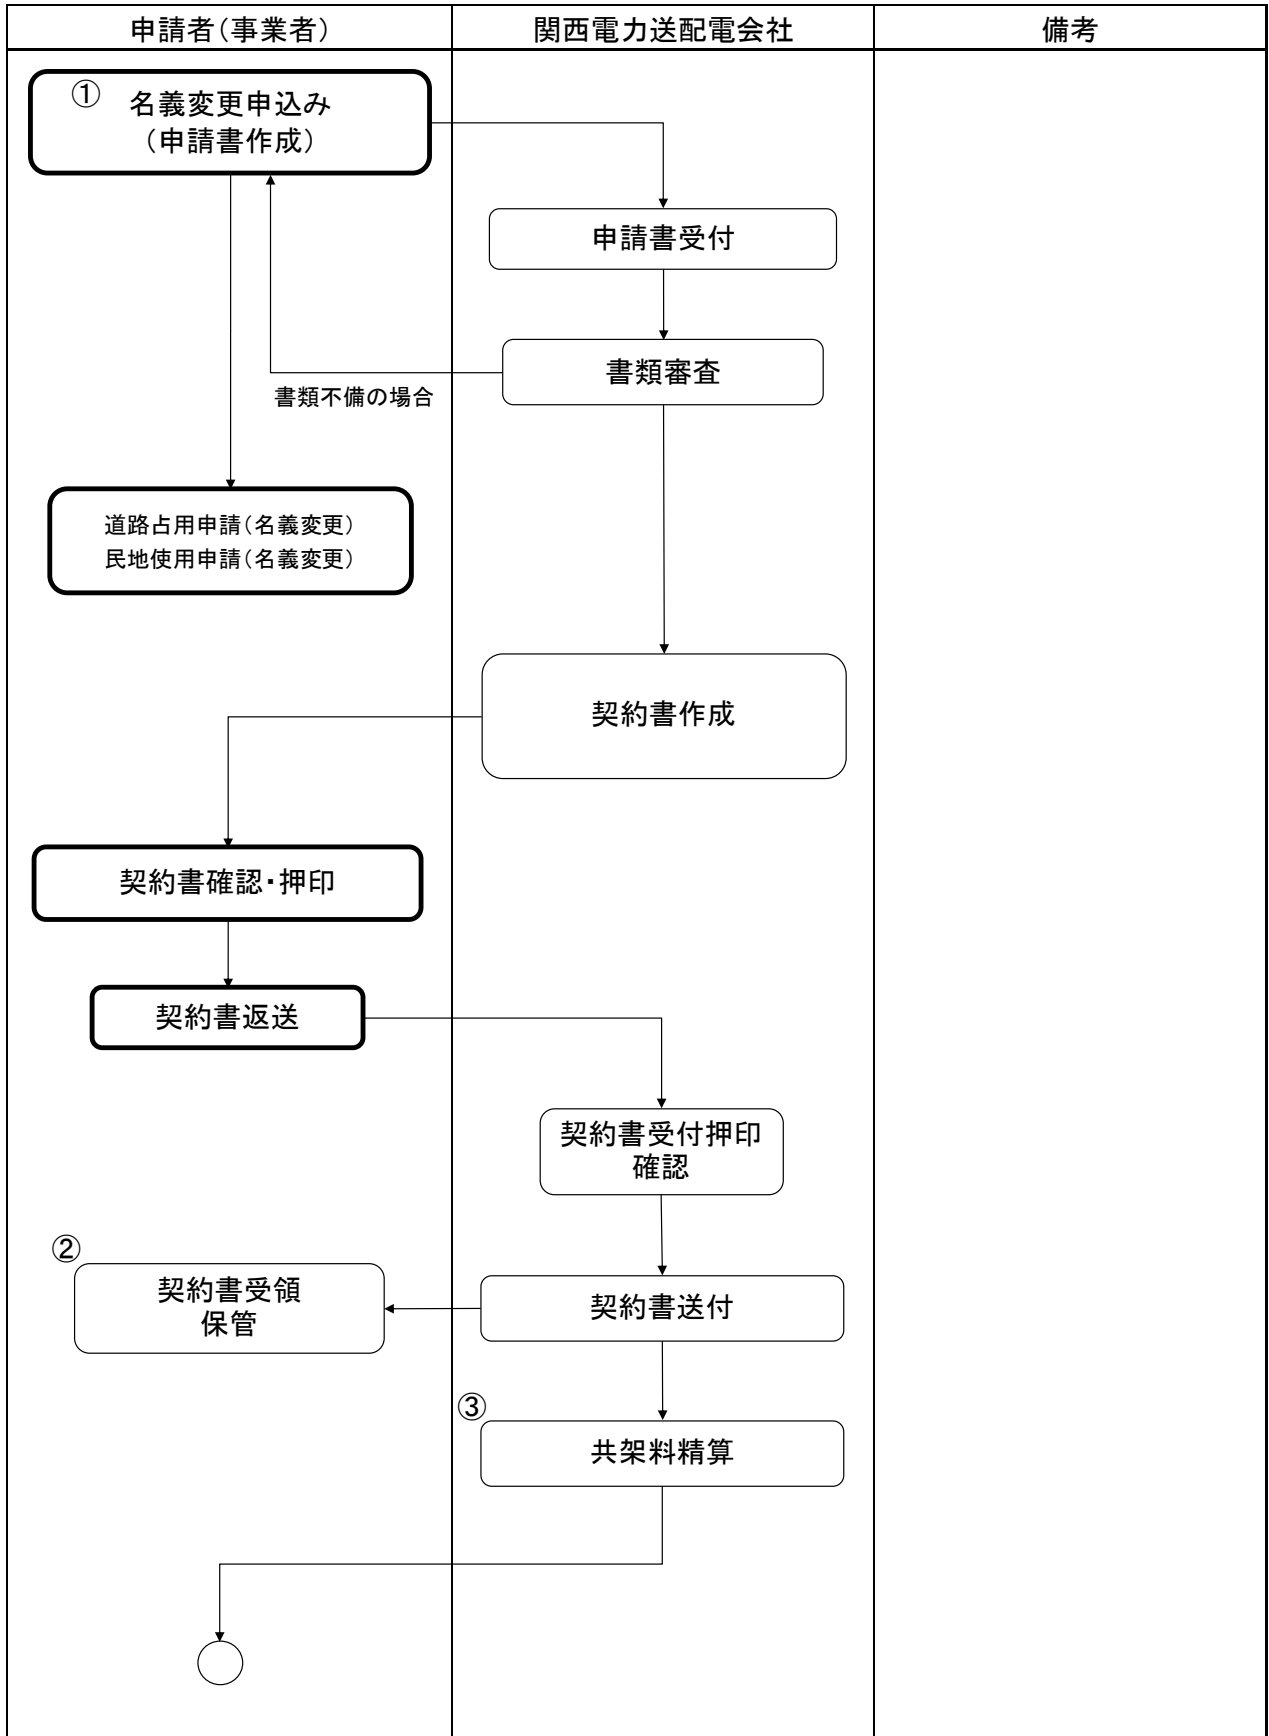 申請者(事業者)
関西電力送配電会社
備考
① 名義変更申込み
(申請書作成)
申請書受付
書類審査
書類不備の場合
道路占用申請(名義変更)
民地使用申請(名義変更)
契約書作成
契約書確認・押印
契約書返送
契約書受付押印
確認
②
契約書受領
保管
契約書送付
③
共架料精算